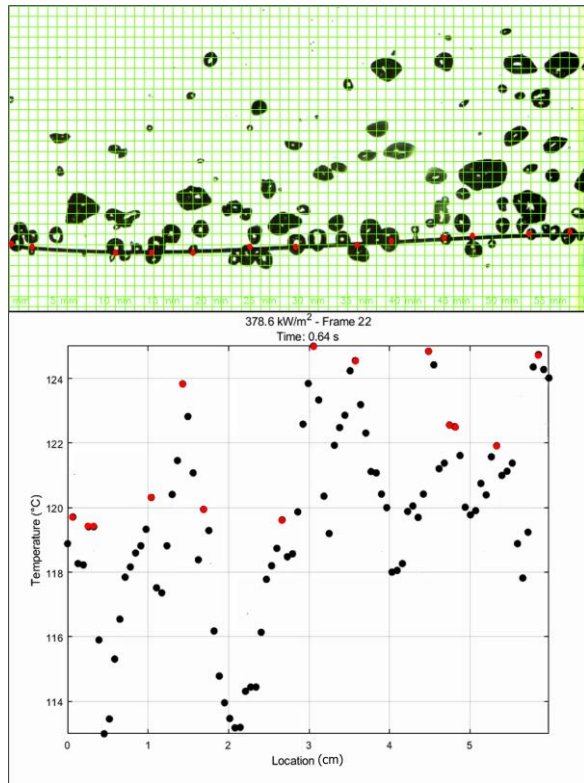 5 mm 10 mm 15 mm 20 mm 25 mm 30 mm 35 mm 40 mm 45 mm 50 mm 55 mm
378.6 kW/m² - Frame 22
Time: 0.64 s
124
122
120
118
116
114
Temperature (°C)
0 1 2 3 4 5
Location (cm)